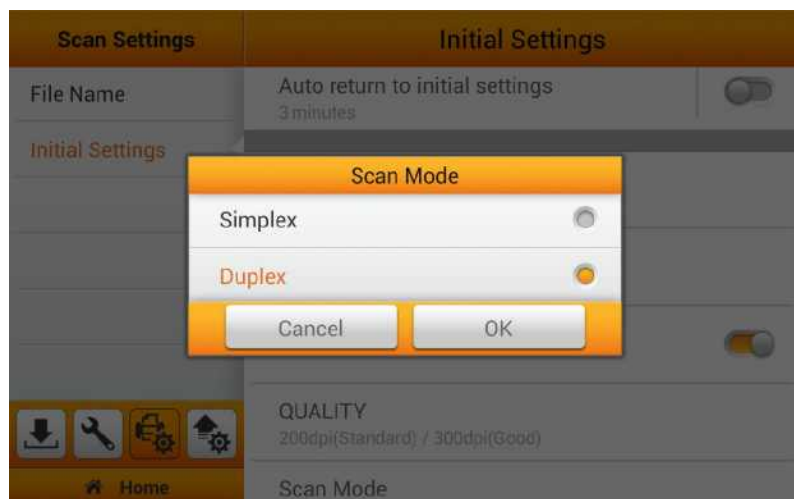 Scan Settings
Initial Settings
File Name
Initial Settings
Auto return to initial settings
3 minutes
Scan Mode
Simplex
Duplex
Cancel
OK
QUALITY
200dpi(Standard) / 300dpi(Good)
Scan Mode
Home